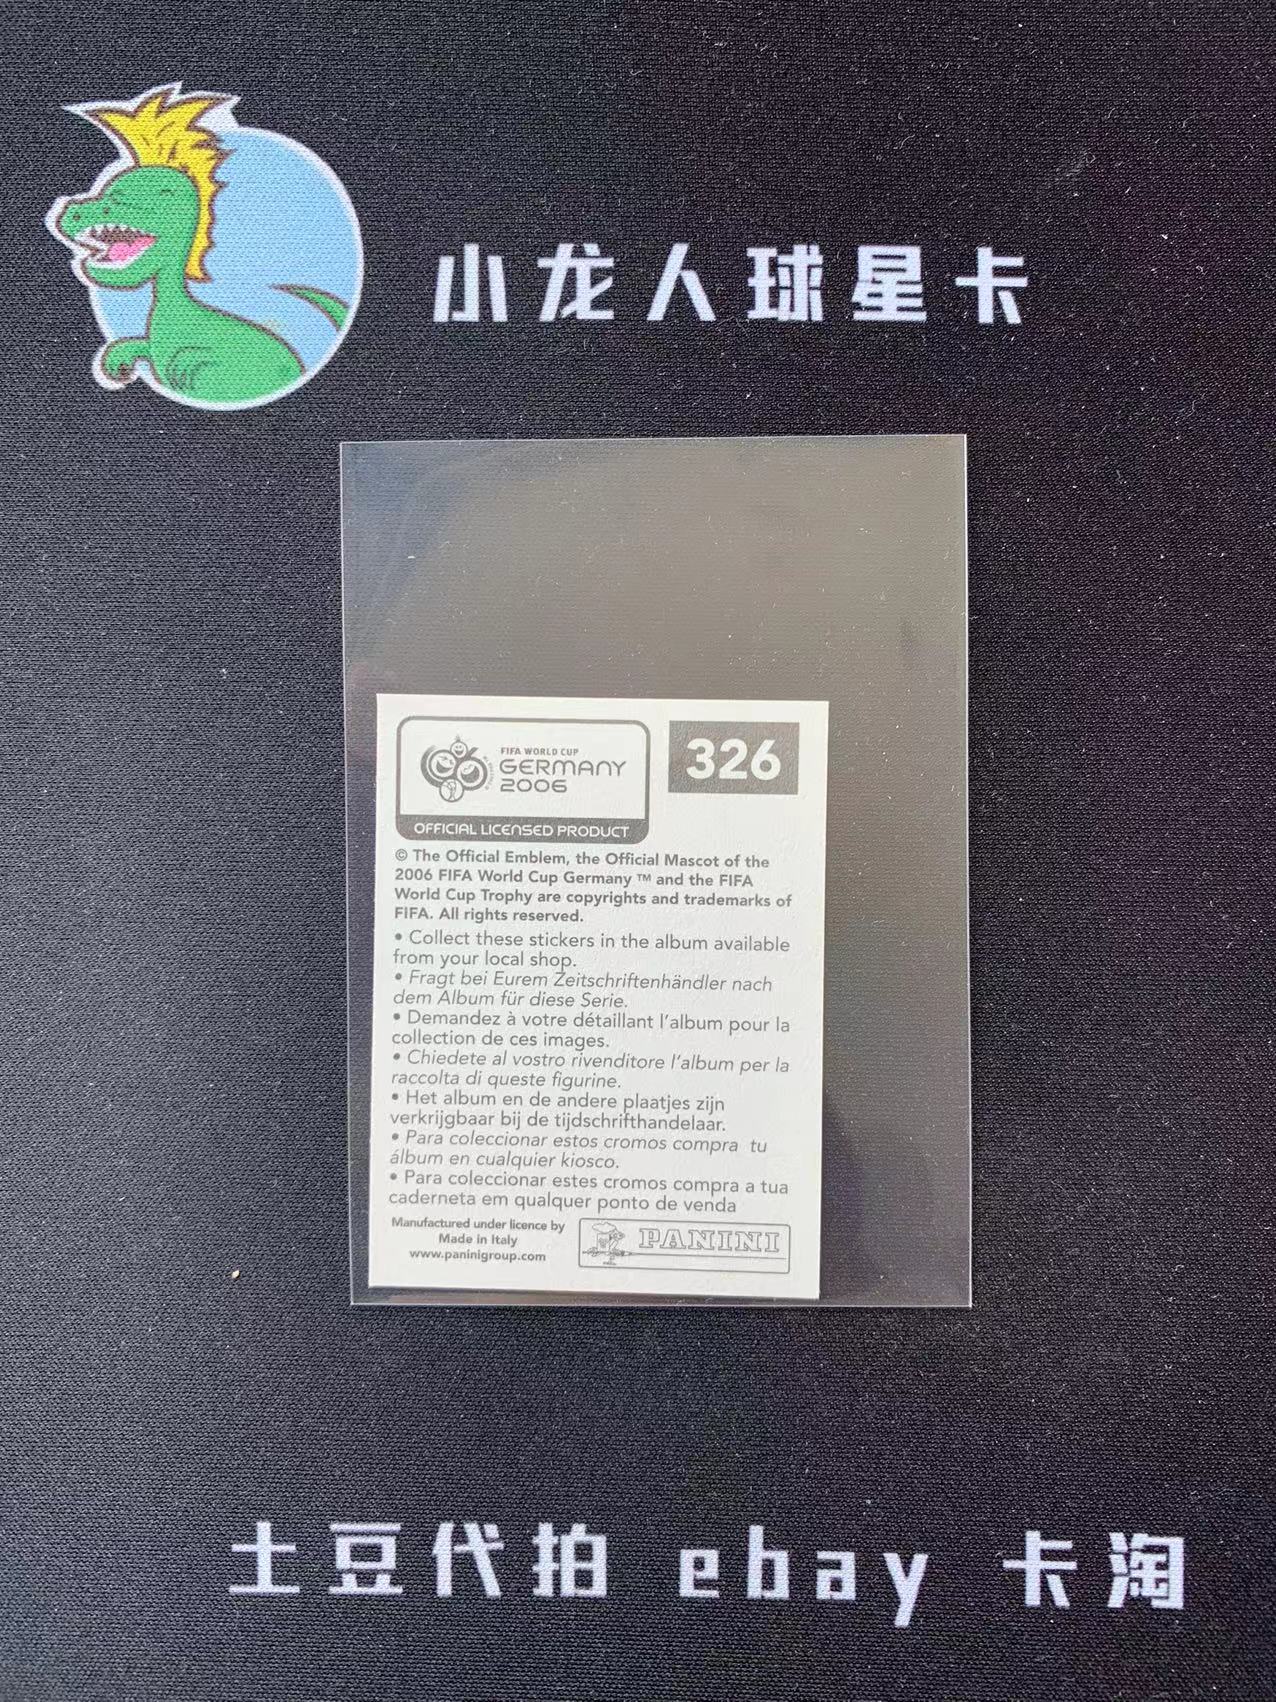 小龙人球星卡
FIFA WORLD CUP
GERMANY
2006
OFFICIAL LICENSED PRODUCT
326
© The Official Emblem, the Official Mascot of the
2006 FIFA World Cup Germany ™ and the FIFA
World Cup Trophy are copyrights and trademarks of
FIFA. All rights reserved.
• Collect these stickers in the album available
from your local shop.
• Fragt bei Eurem Zeitschriftenhändler nach
dem Album für diese Serie.
• Demandez à votre détaillant l'album pour la
collection de ces images.
• Chiedete al vostro rivenditore l'album per la
raccolta di queste figurine.
• Het album en de andere plaatjes zijn
verkrijgbaar bij de tijdschrifthandelaar.
• Para coleccionar estos cromos compra tu
álbum en cualquier kiosco.
• Para coleccionar estes cromos compra a tua
caderneta em qualquer ponto de venda
Manufactured under licence by
Made in Italy
www.paninigroup.com
PANINI
土豆代拍 ebay 卡淘